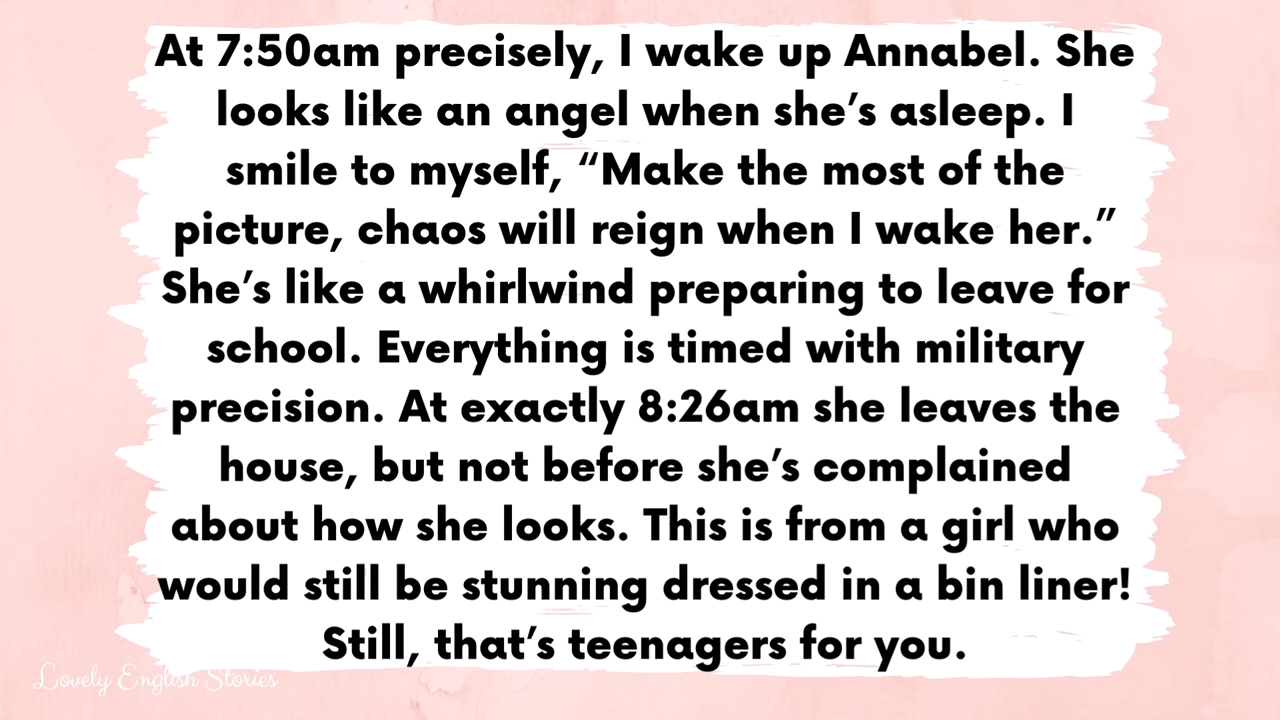 At 7:50am precisely, I wake up Annabel. She
looks like an angel when she’s asleep. I
smile to myself, “Make the most of the
picture, chaos will reign when I wake her.”
She’s like a whirlwind preparing to leave for
school. Everything is timed with military
precision. At exactly 8:26am she leaves the
house, but not before she’s complained
about how she looks. This is from a girl who
would still be stunning dressed in a bin liner!
Still, that’s teenagers for you.
Lovely English Stories